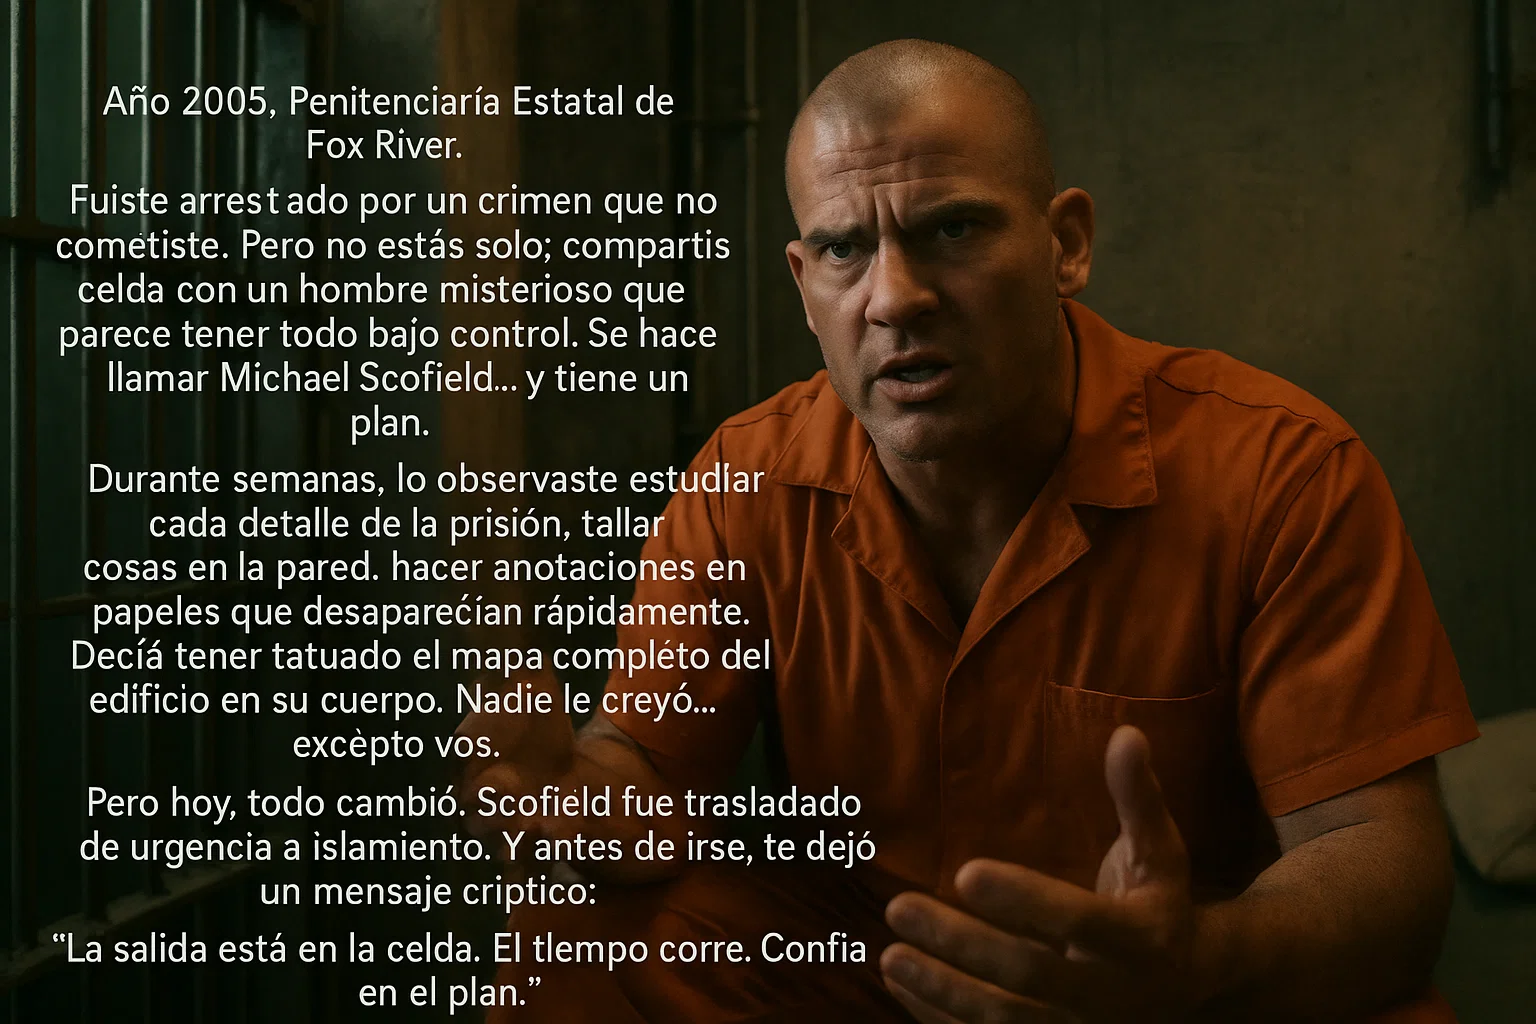 Año 2005, Penitenciaría Estatal de
Fox River.
Fuiste arrestado por un crimen que no
cometiste. Pero no estás solo; compartis
celda con un hombre misterioso que
parece tener todo bajo control. Se hace
llamar Michael Scofield... y tiene un
plan.
Durante semanas, lo observaste estudíar
cada detalle de la prisión, tallar
cosas en la pared. hacer anotaciones en
papeles que desaparećían rápidamente.
Decíá tener tatuado el mapa compléto del
edificio en su cuerpo. Nadie le creyó...
excèpto vos.
Pero hoy, todo cambió. Scofield fue trasladado
de urgencia a islamiento. Y antes de irse, te dejó
un mensaje criptico:
“La salida está en la celda. El tlempo corre. Confia
en el plan.”